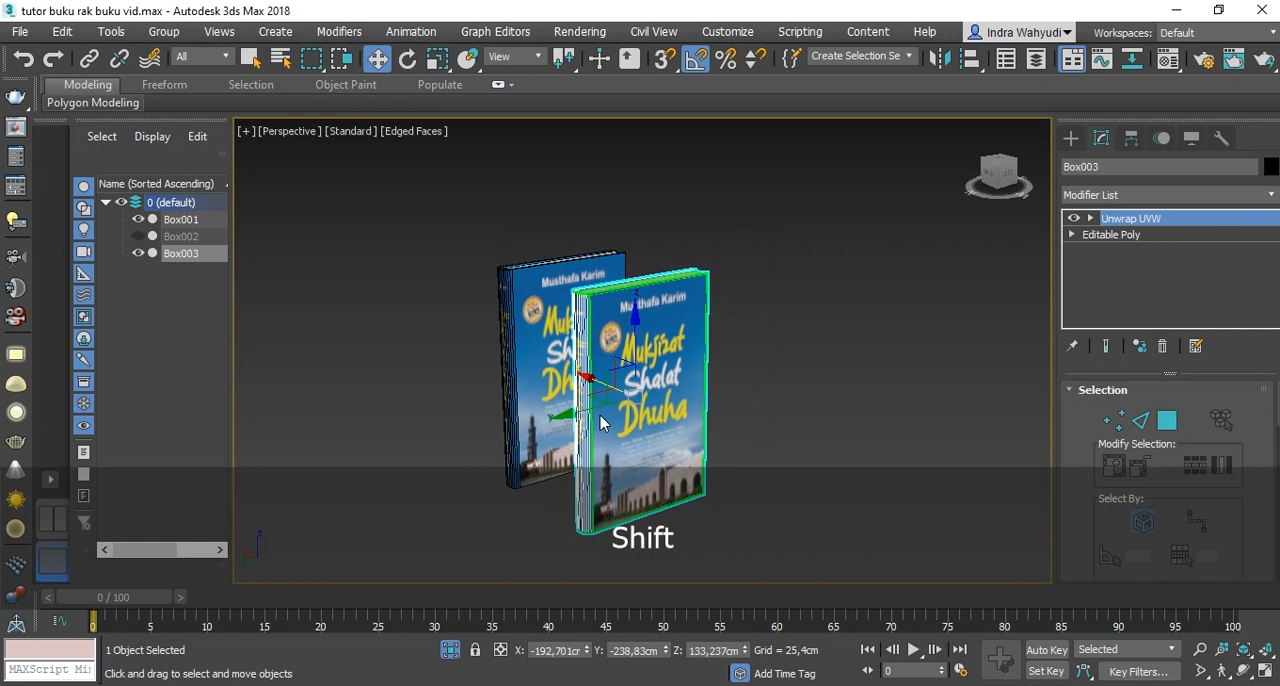 tutor buku rak buku vid.max - Autodesk 3ds Max 2018
File Edit Tools Group Views Create Modifiers Animation Graph Editors Rendering Civil View Customize Scripting Content Help Indra Wahyudi Workspaces: Default
All View Create Selection Se
Modeling Freeform Selection Object Paint Populate
Polygon Modeling
Select Display Edit
[+] [Perspective] [Standard] [Edged Faces]
Name (Sorted Ascending)
0 (default)
Box001
Box002
Box003
Box003
Modifier List
Unwrap UVW
Editable Poly
Musthafa Karim
Musthafa Karim
Mukjizat
Shalat
Dhuha
Selection
Modify Selection:
Select By:
Shift
0 / 100
0 5 10 15 20 25 30 35 40 45 50 55 60 65 70 75 80 85 90 95 100
1 Object Selected
X: -192,701cm Y: -238,83cm Z: 133,237cm Grid = 25,4cm
Auto Key Selected
MAXScript Mi:
Click and drag to select and move objects
Add Time Tag
0
Set Key Key Filters...